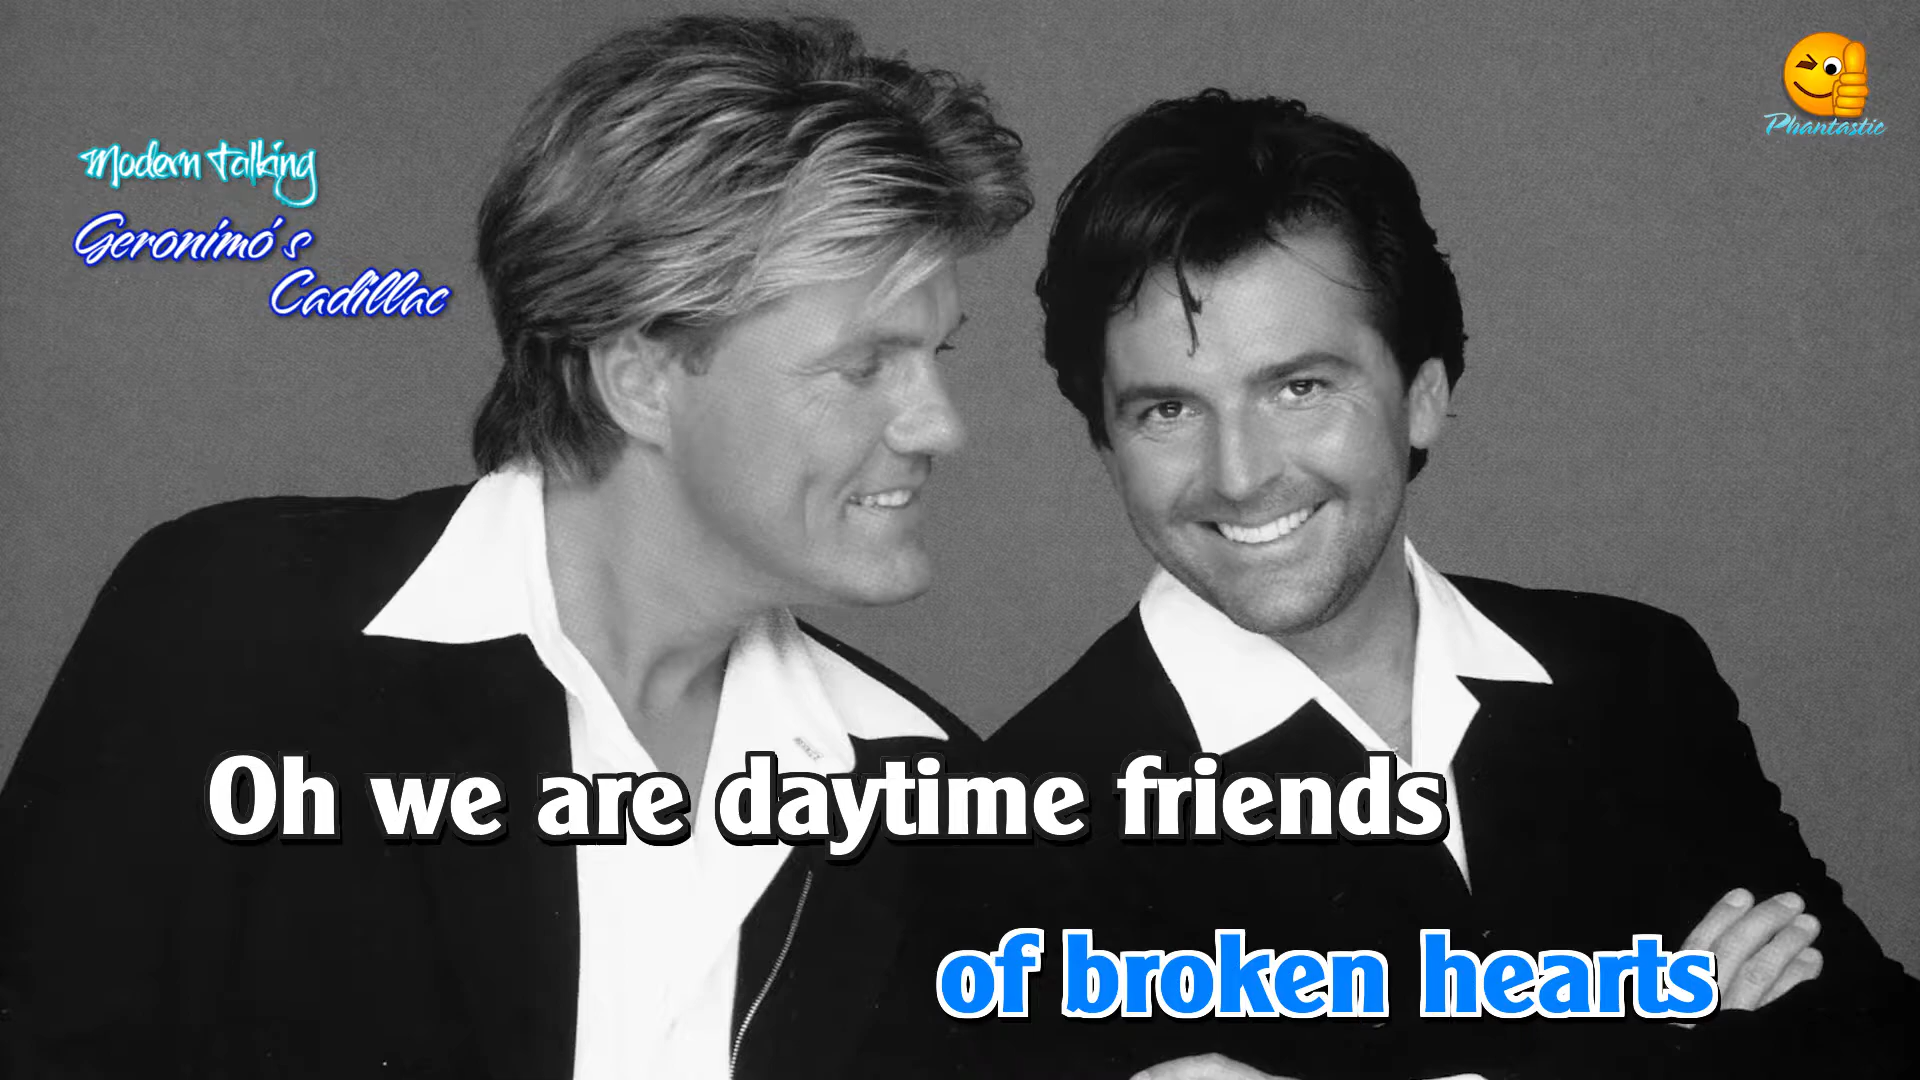 Modern Talking
Geronimó's
Cadillac
Phantastic
Oh we are daytime friends
of broken hearts